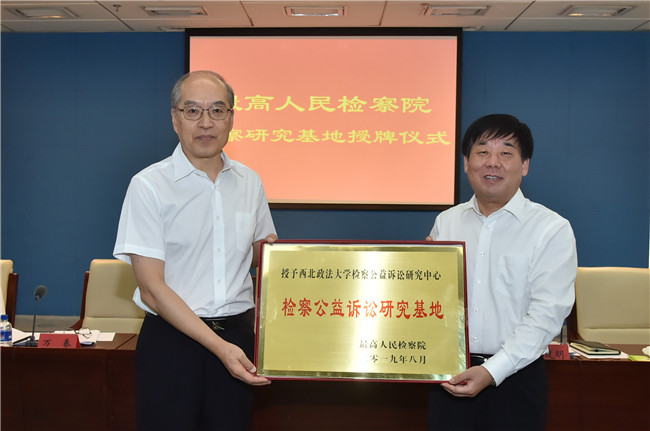 最高人民检察院
察研究基地授牌仪式
授予西北政法大学检察公益诉讼研究中心
检察公益诉讼研究基地
最高人民检察院
零一九年八月
万 春